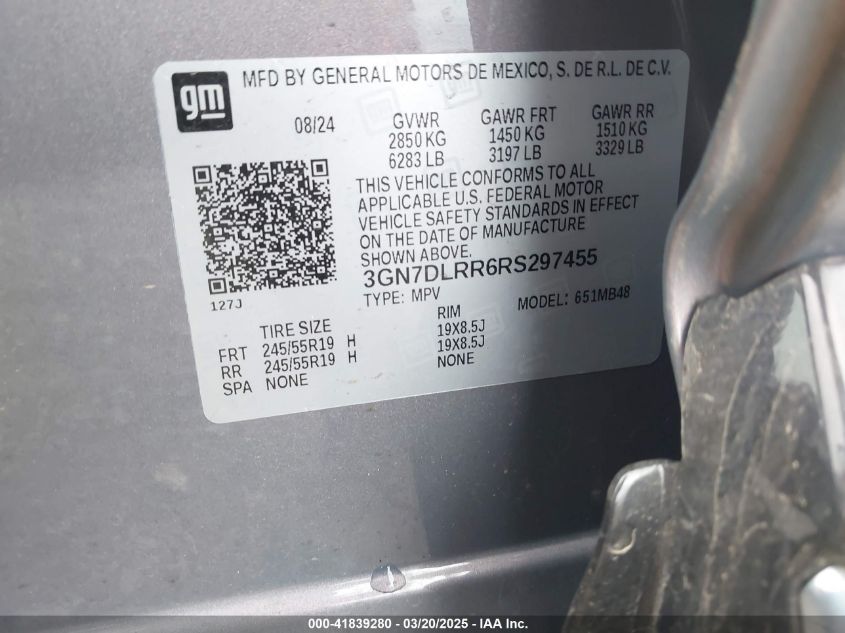 gm
MFD BY GENERAL MOTORS DE MEXICO, S. DE R.L. DE C.V.
08/24
GVWR
2850 KG
6283 LB
GAWR FRT
1450 KG
3197 LB
GAWR RR
1510 KG
3329 LB
THIS VEHICLE CONFORMS TO ALL
APPLICABLE U.S. FEDERAL MOTOR
VEHICLE SAFETY STANDARDS IN EFFECT
ON THE DATE OF MANUFACTURE
SHOWN ABOVE.
3GN7DLRR6RS297455
TYPE: MPV
MODEL: 651MB48
127J
TIRE SIZE
RIM
FRT 245/55R19 H 19X8.5J
RR 245/55R19 H 19X8.5J
SPA NONE NONE
000-41839280 - 03/20/2025 - IAA Inc.